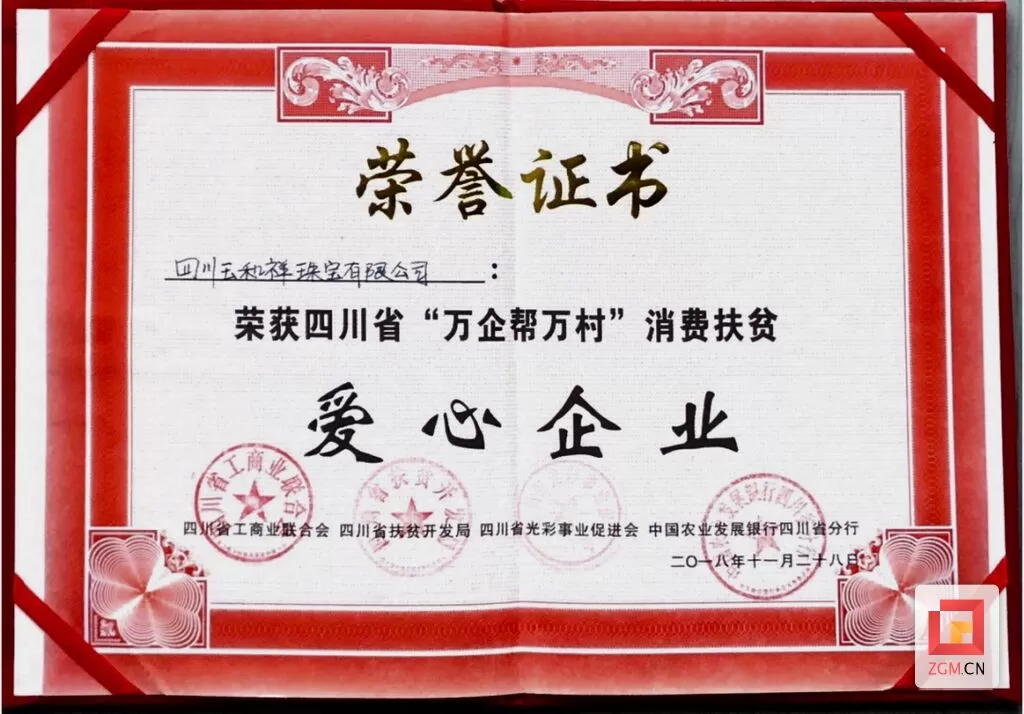 荣誉证书
四川玉和祥珠宝有限公司：
荣获四川省“万企帮万村”消费扶贫
爱心企业
四川省工商业联合会 四川省扶贫开发局 四川省光彩事业促进会 中国农业发展银行四川省分行
二〇一八年十一月二十八日
ZGM.CN